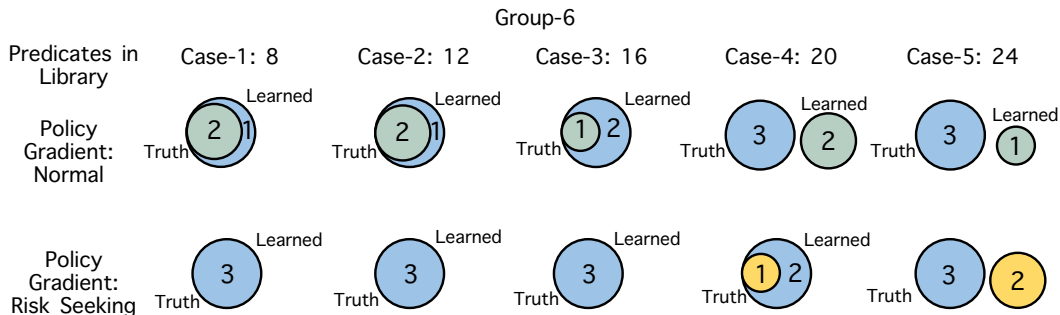 Group-6
Predicates in
Library
Case-1: 8
Case-2: 12
Case-3: 16
Case-4: 20
Case-5: 24
Policy
Gradient:
Normal
Learned
2
1
Truth
Learned
2
1
Truth
Learned
1
2
Truth
Learned
3
2
Truth
Learned
3
1
Truth
Policy
Gradient:
Risk Seeking
Learned
3
Truth
Learned
3
Truth
Learned
3
Truth
Learned
1
2
Truth
Learned
3
2
Truth